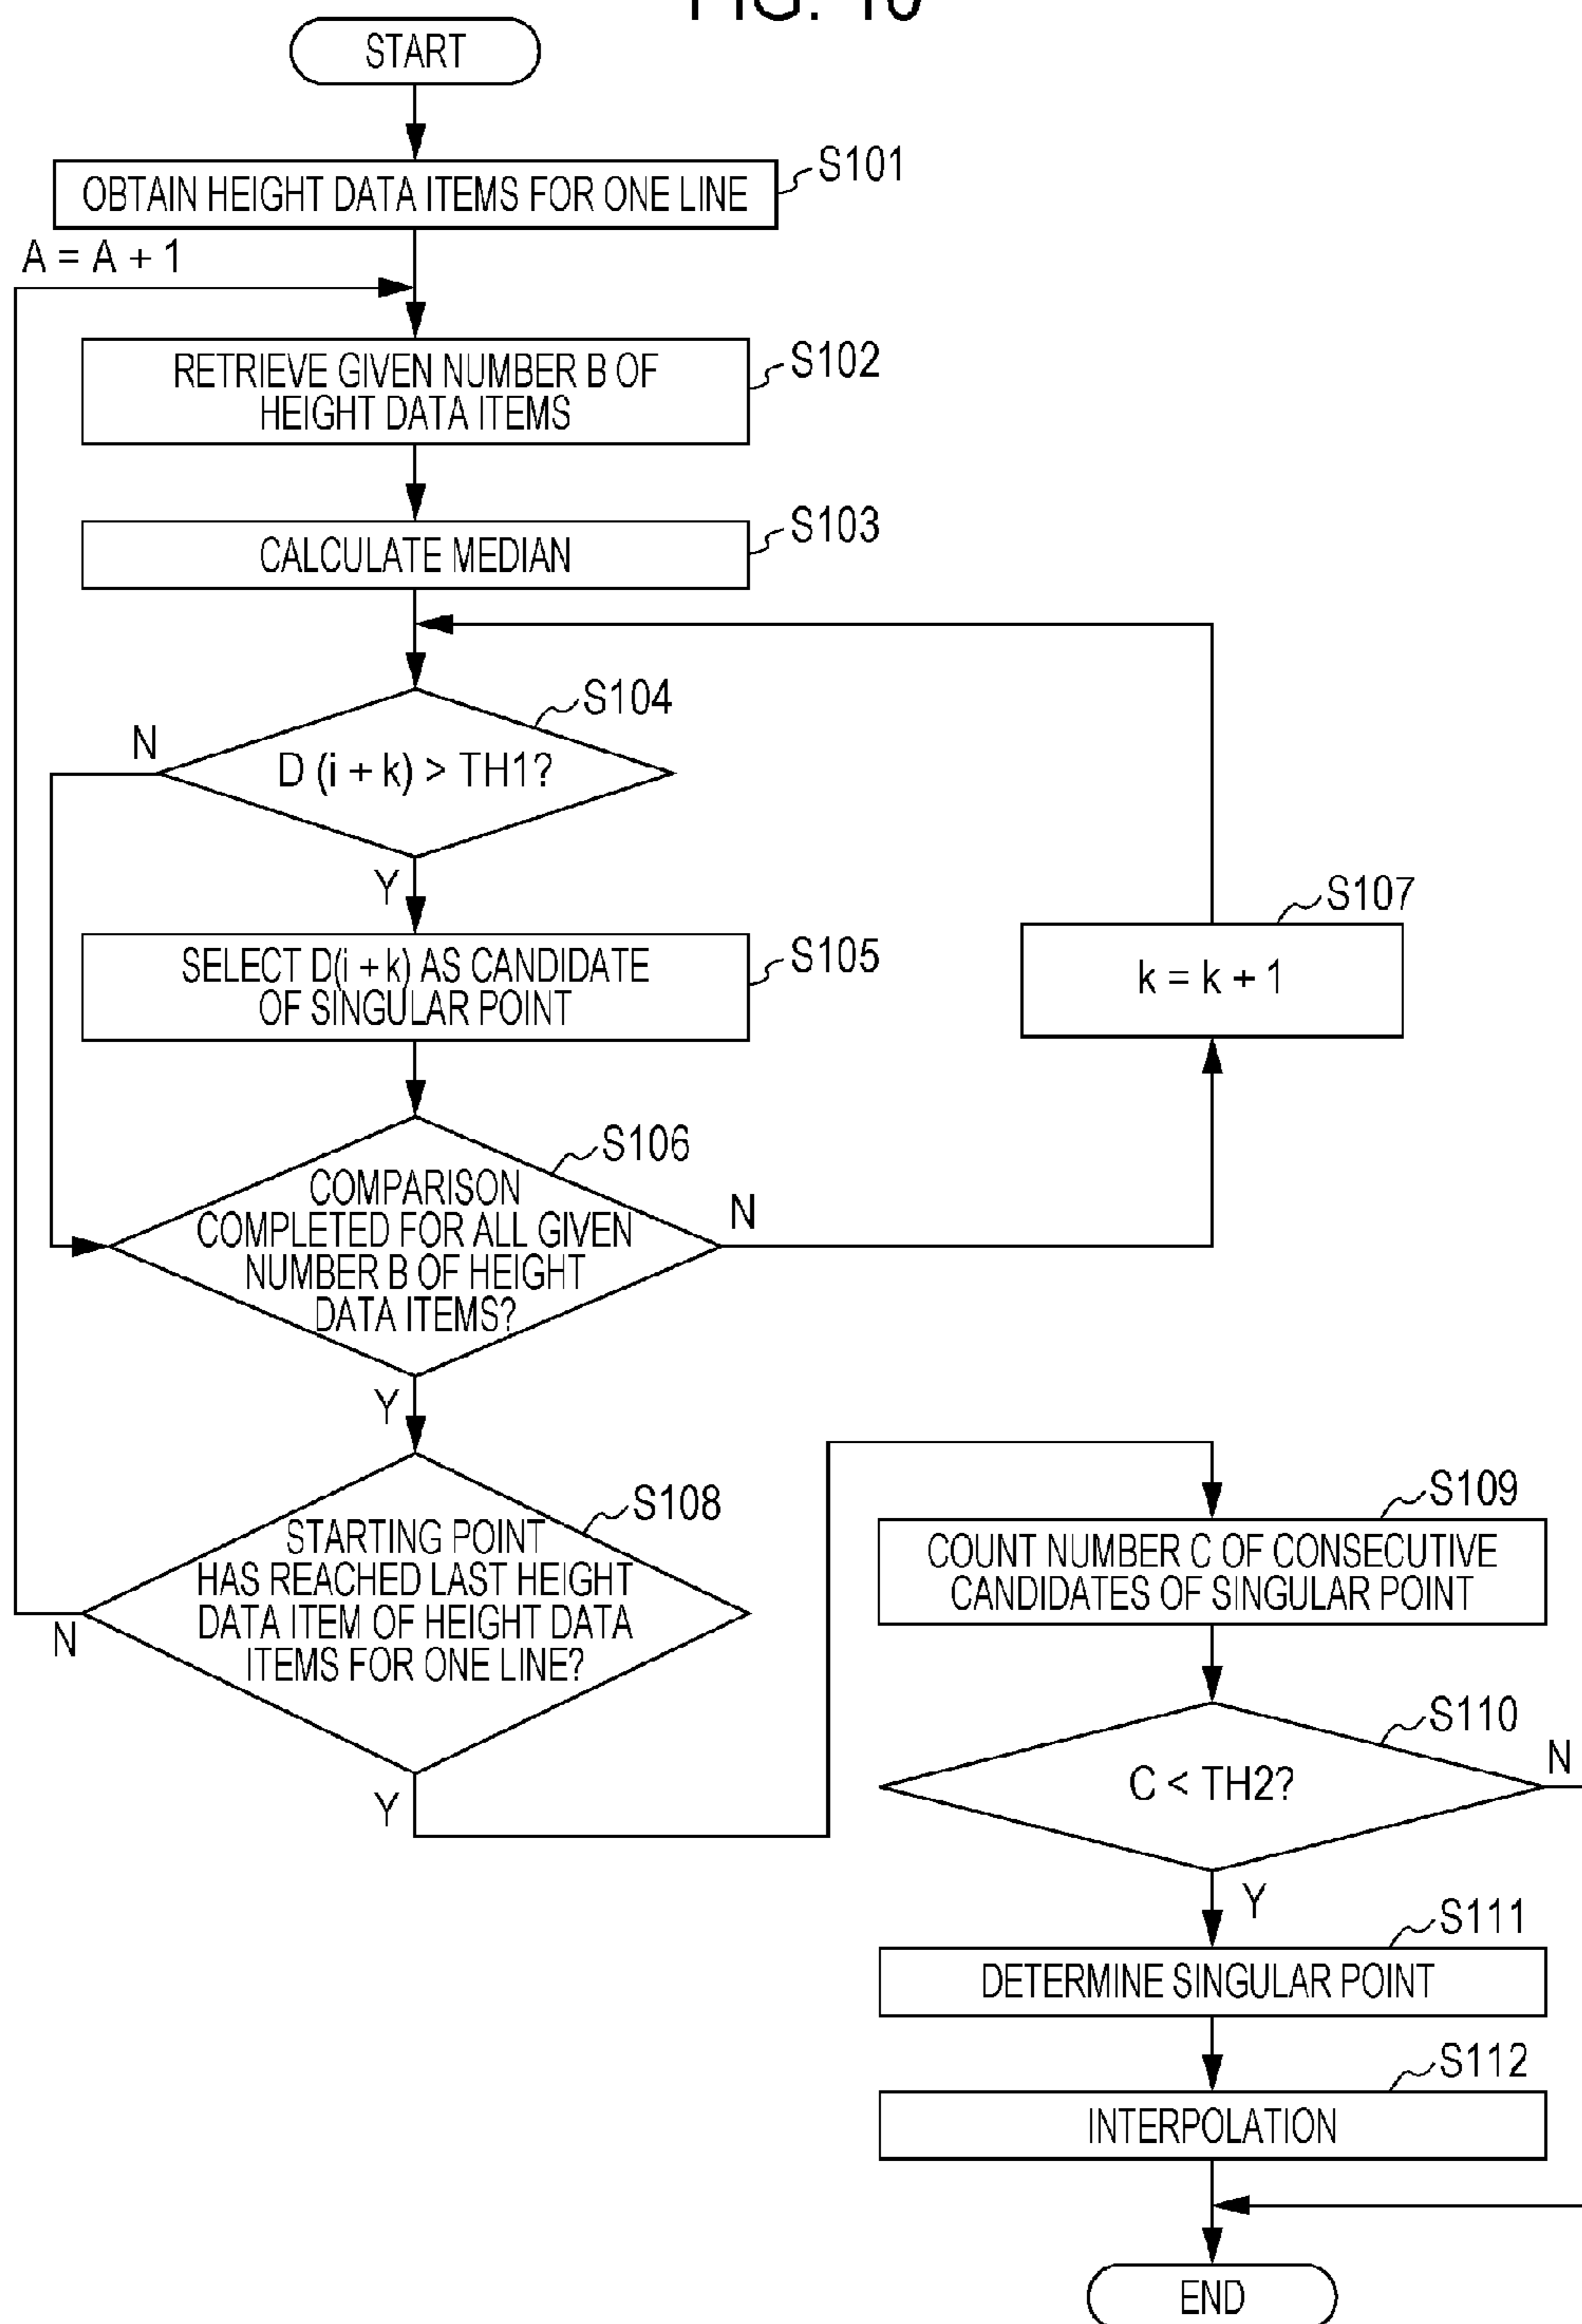 START
OBTAIN HEIGHT DATA ITEMS FOR ONE LINE
S101
A = A + 1
RETRIEVE GIVEN NUMBER B OF
HEIGHT DATA ITEMS
S102
CALCULATE MEDIAN
S103
S104
N
D (i + k) > TH1?
Y
SELECT D(i + k) AS CANDIDATE
OF SINGULAR POINT
S105
S107
k = k + 1
S106
COMPARISON
COMPLETED FOR ALL GIVEN
NUMBER B OF HEIGHT
DATA ITEMS?
N
Y
S108
STARTING POINT
HAS REACHED LAST HEIGHT
DATA ITEM OF HEIGHT DATA
ITEMS FOR ONE LINE?
N
Y
S109
COUNT NUMBER C OF CONSECUTIVE
CANDIDATES OF SINGULAR POINT
S110
C < TH2?
N
Y
S111
DETERMINE SINGULAR POINT
S112
INTERPOLATION
END